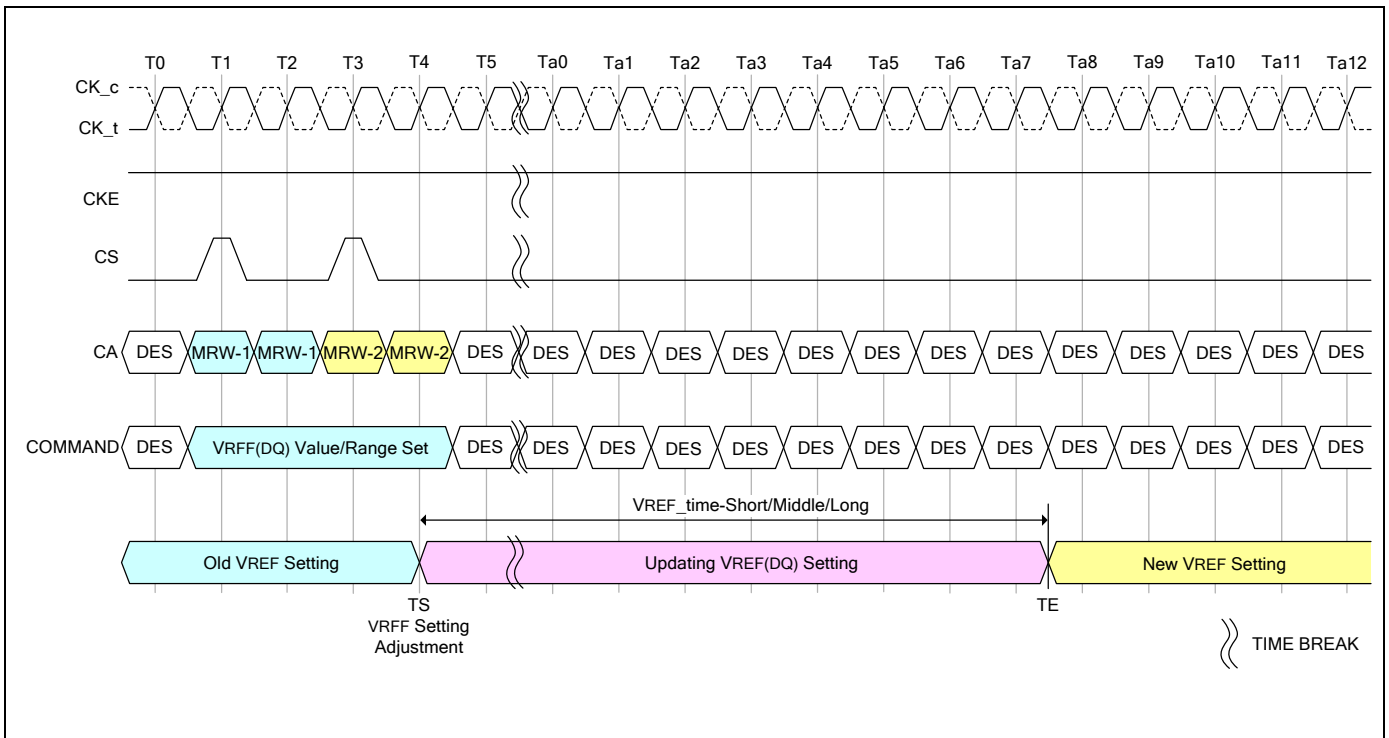 T0 T1 T2 T3 T4 T5 Ta0 Ta1 Ta2 Ta3 Ta4 Ta5 Ta6 Ta7 Ta8 Ta9 Ta10 Ta11 Ta12
CK_c
CK_t
CKE
CS
CA DES MRW-1 MRW-1 MRW-2 MRW-2 DES DES DES DES DES DES DES DES DES DES DES DES DES DES
COMMAND DES VRFF(DQ) Value/Range Set DES DES DES DES DES DES DES DES DES DES DES DES DES DES
VREF_time-Short/Middle/Long
Old VREF Setting Updating VREF(DQ) Setting New VREF Setting
TS TE
VRFF Setting
Adjustment
TIME BREAK